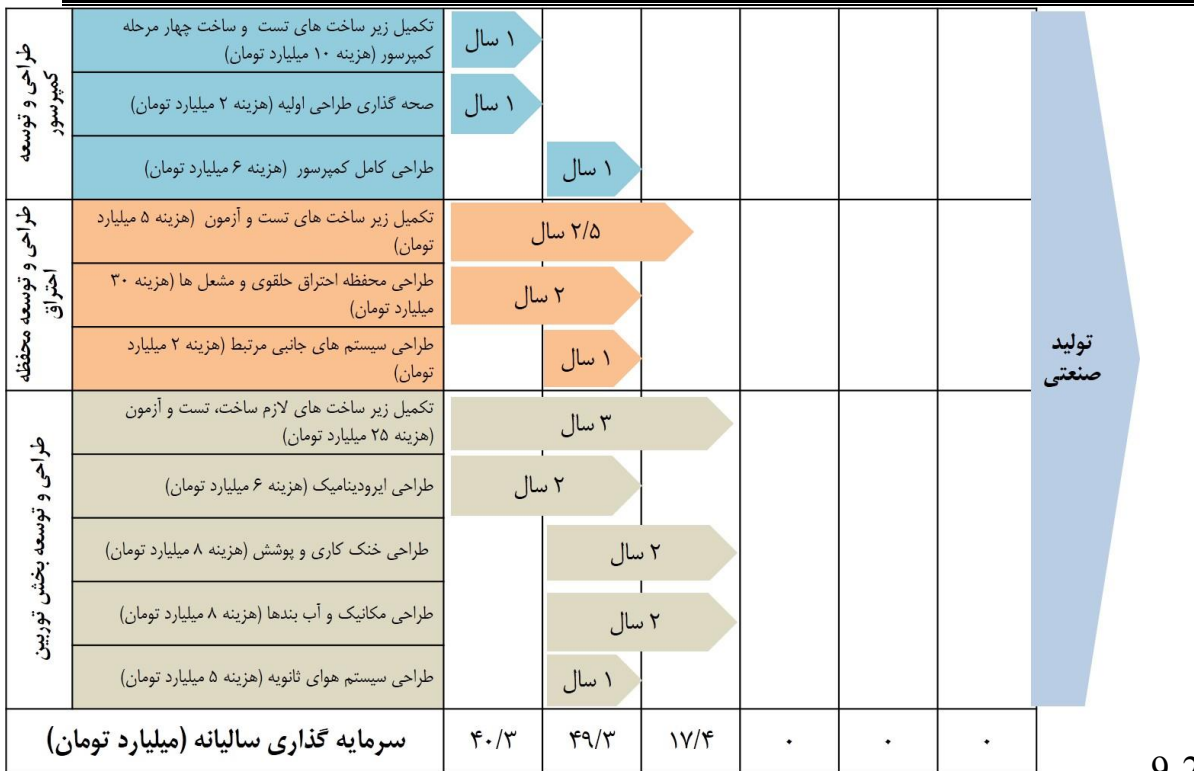 طراحی و توسعه
کمپرسور
تکمیل زیر ساخت های تست و ساخت چهار مرحله
کمپرسور (هزینه ۱۰ میلیارد تومان)
۱ سال
صحه گذاری طراحی اولیه (هزینه ۲ میلیارد تومان)
۱ سال
طراحی کامل کمپرسور (هزینه ۶ میلیارد تومان)
۱ سال
طراحی و توسعه محفظه
احتراق
تکمیل زیر ساخت های تست و آزمون (هزینه ۵ میلیارد
تومان)
۲/۵ سال
طراحی محفظه احتراق حلقوی و مشعل ها (هزینه ۳۰
میلیارد تومان)
۲ سال
طراحی سیستم های جانبی مرتبط (هزینه ۲ میلیارد
تومان)
۱ سال
طراحی و توسعه بخش توربین
تکمیل زیر ساخت های لازم ساخت، تست و آزمون
(هزینه ۲۵ میلیارد تومان)
۳ سال
طراحی ایرودینامیک (هزینه ۶ میلیارد تومان)
۲ سال
طراحی خنک کاری و پوشش (هزینه ۸ میلیارد تومان)
۲ سال
طراحی مکانیک و آب بندها (هزینه ۸ میلیارد تومان)
۲ سال
طراحی سیستم هوای ثانویه (هزینه ۵ میلیارد تومان)
۱ سال
تولید
صنعتی
سرمایه گذاری سالیانه (میلیارد تومان)
۴۰/۳
۴۹/۳
۱۷/۴
۰
۰
۰
9.2